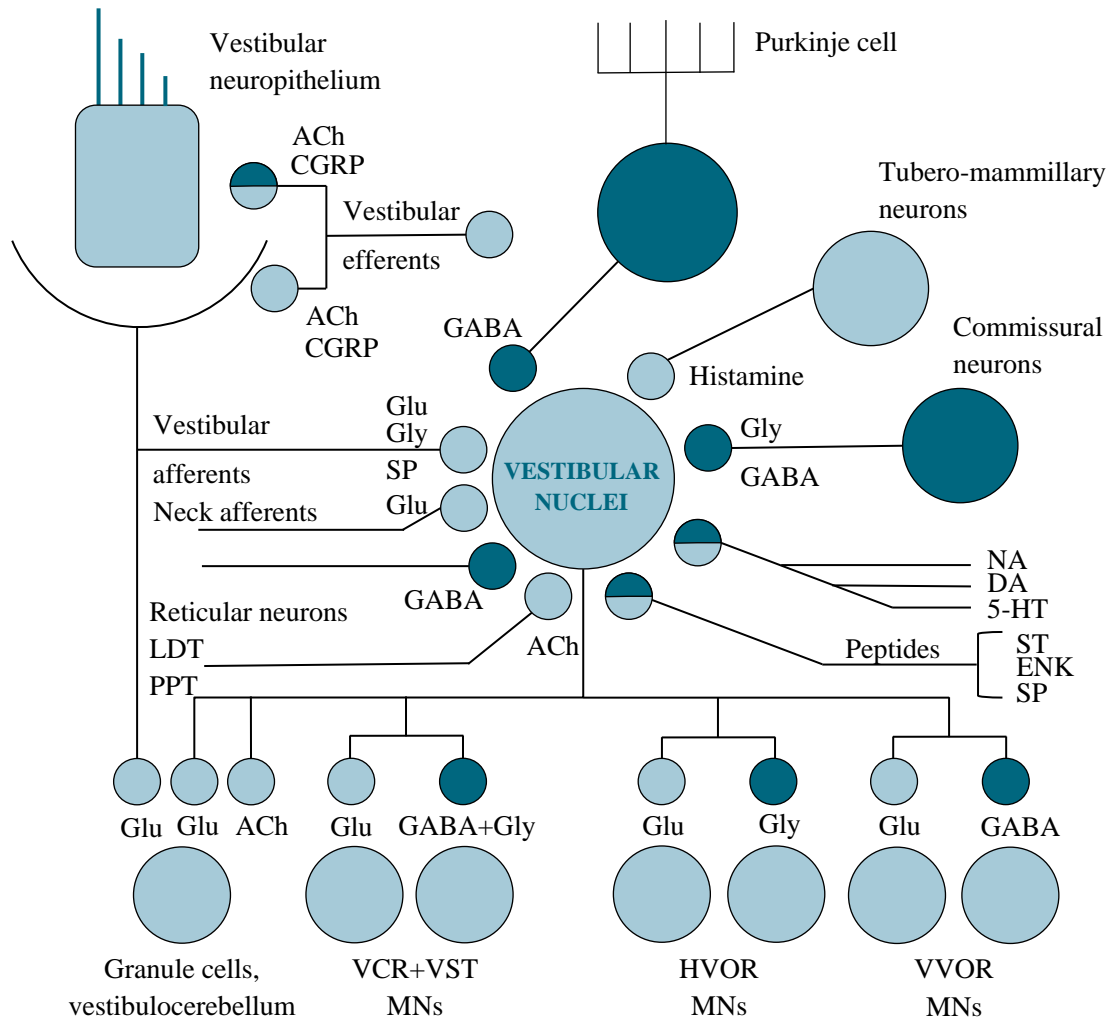 Vestibular
neuropithelium
Purkinje cell
ACh
CGRP
Tubero-mammillary
neurons
Vestibular
efferents
ACh
CGRP
GABA
Commissural
neurons
Histamine
Glu
Gly
SP
Vestibular
afferents
Gly
GABA
VESTIBULAR
NUCLEI
Neck afferents
Glu
NA
DA
5-HT
GABA
Reticular neurons
LDT
PPT
ACh
Peptides
ST
ENK
SP
Glu
Glu
ACh
Glu
GABA+Gly
Glu
Gly
Glu
GABA
Granule cells,
vestibulocerebellum
VCR+VST
MNs
HVOR
MNs
VVOR
MNs